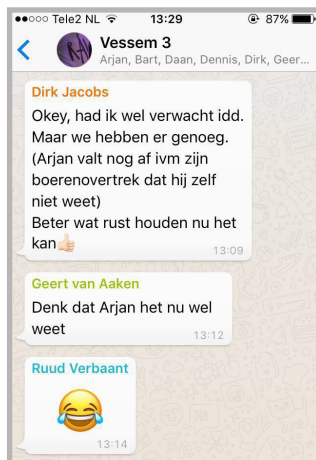 Tele2 NL 13:29 87%
Vessem 3
Arjan, Bart, Daan, Dennis, Dirk, Geer...
Dirk Jacobs
Okey, had ik wel verwacht idd.
Maar we hebben er genoeg.
(Arjan valt nog af ivm zijn
boerenovertrek dat hij zelf
niet weet)
Beter wat rust houden nu het
kan👍🏻
13:09
Geert van Aaken
Denk dat Arjan het nu wel
weet
13:12
Ruud Verbaant
😂
13:14